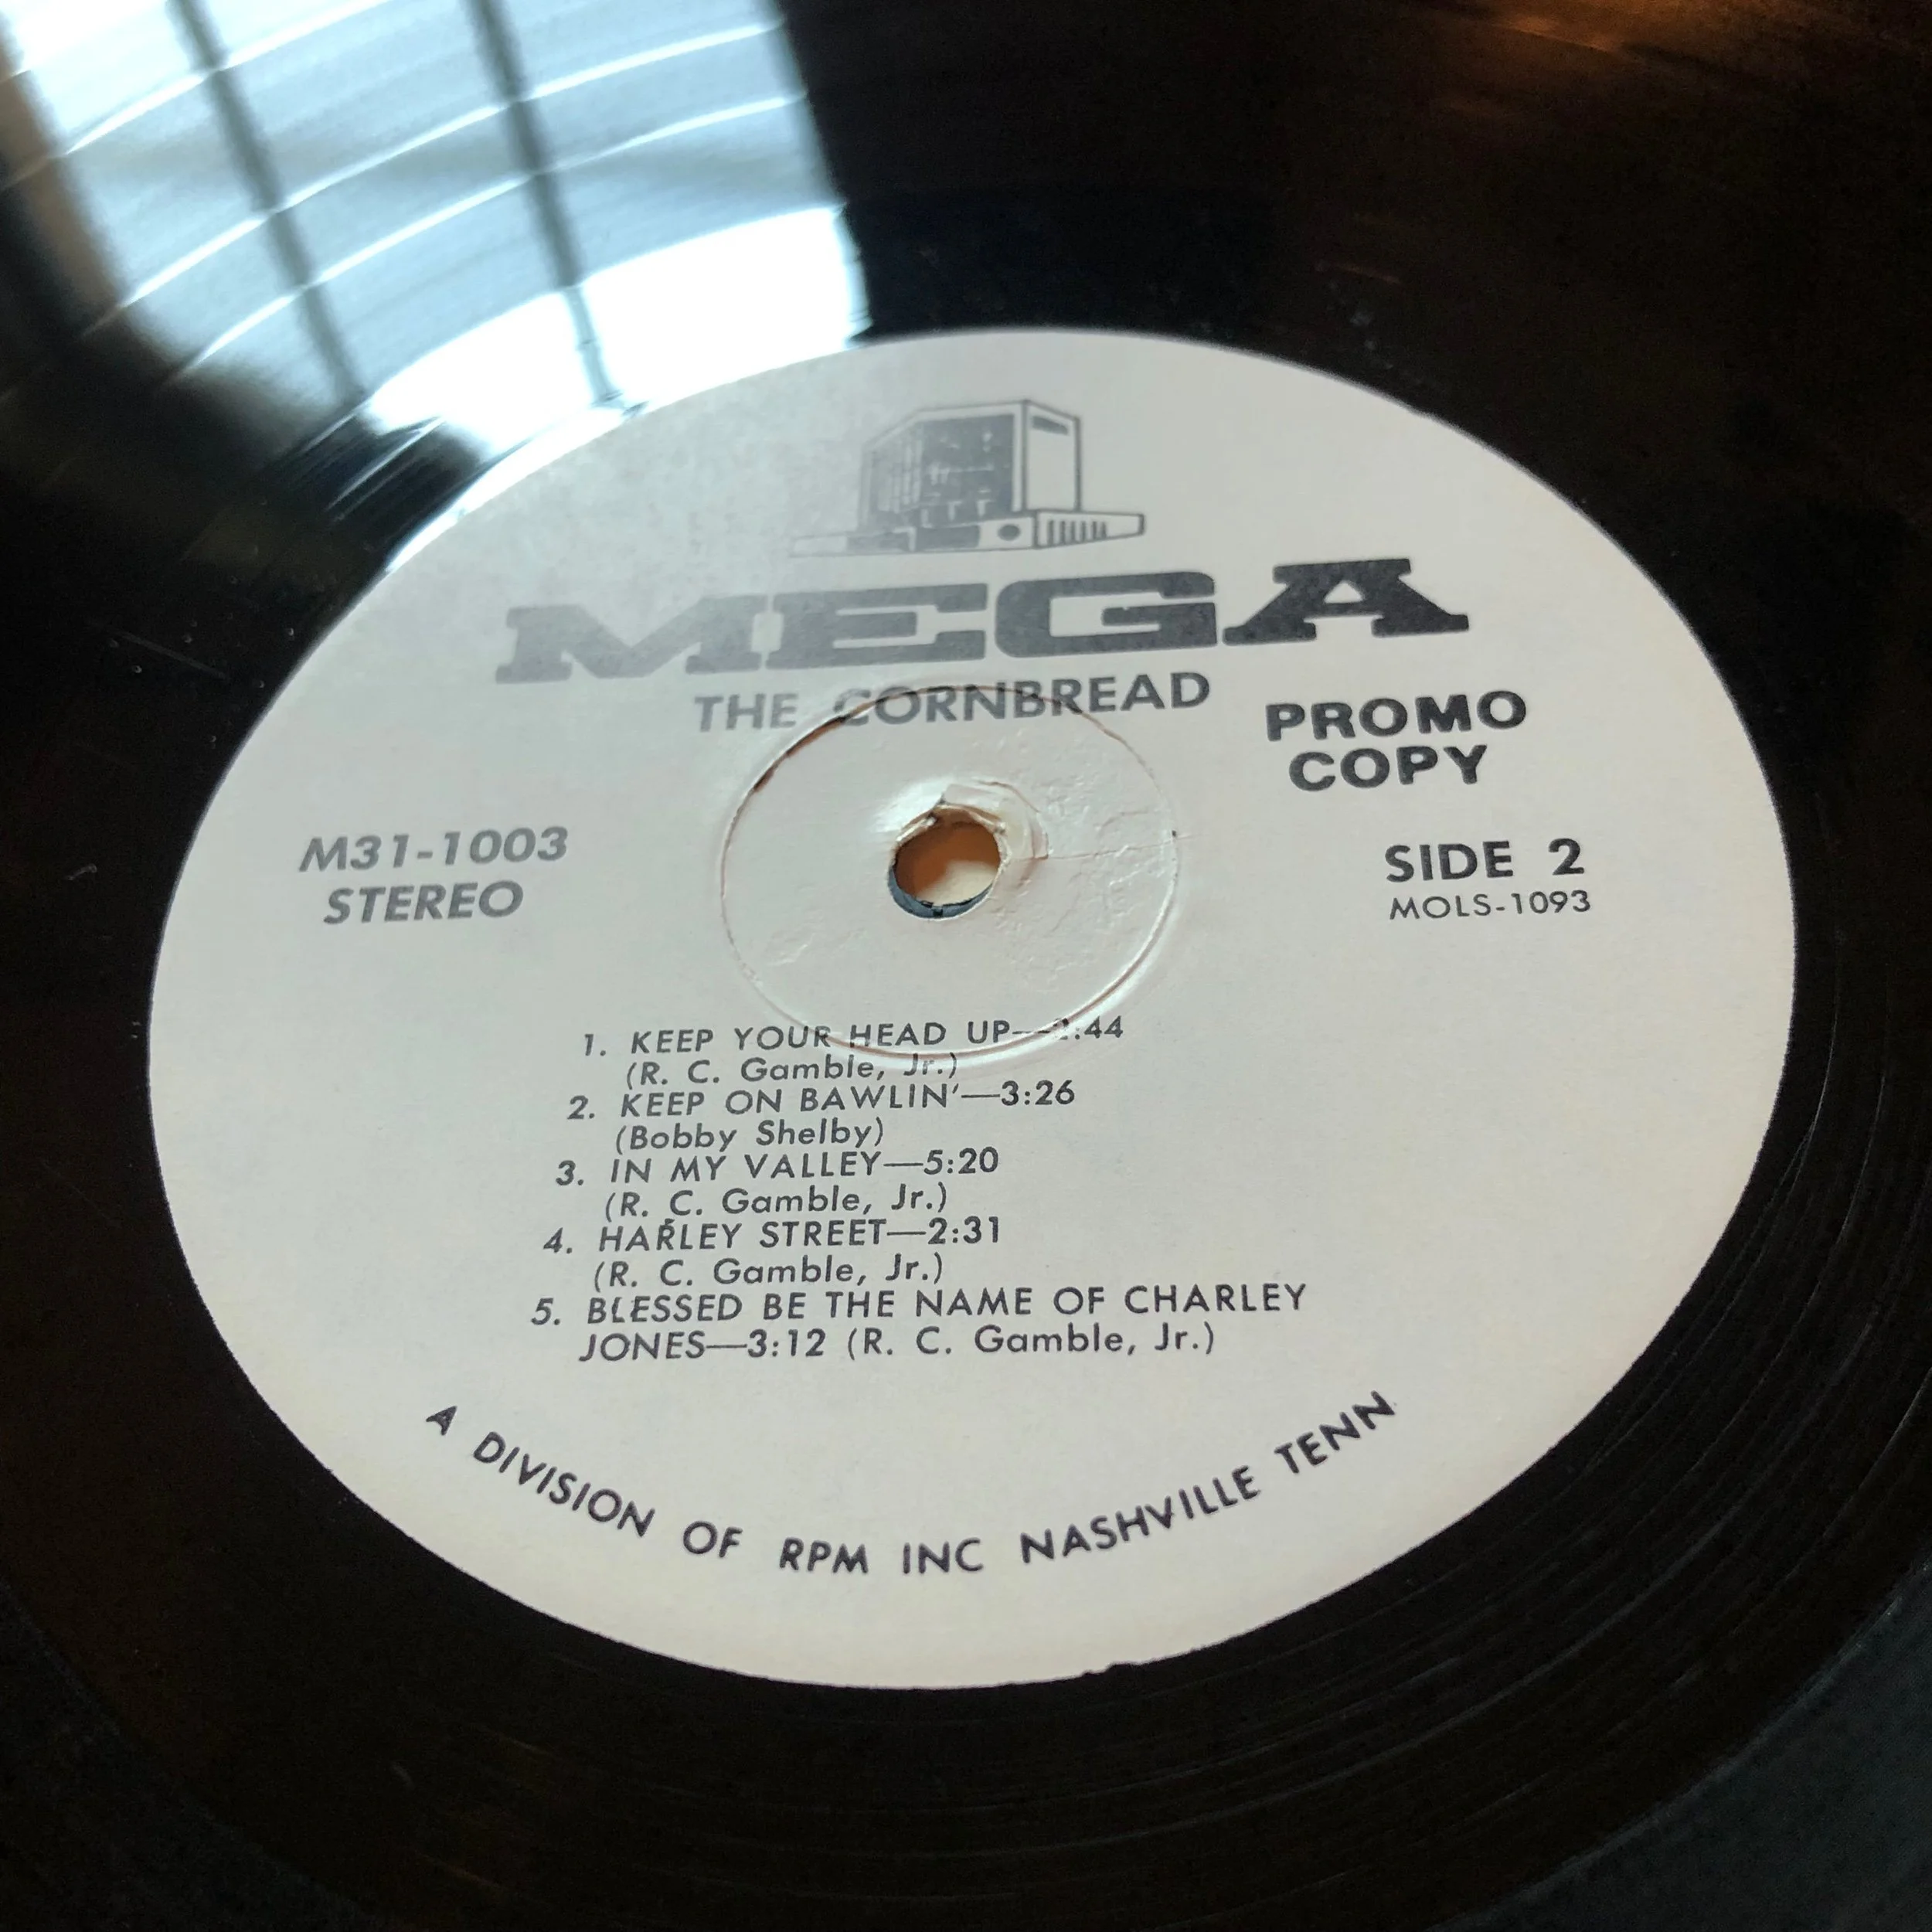 MEGA
THE CORNBREAD
PROMO
COPY
M31-1003
STEREO
SIDE 2
MOLS-1093
1. KEEP YOUR HEAD UP—2:44
(R. C. Gamble, Jr.)
2. KEEP ON BAWLIN'—3:26
(Bobby Shelby)
3. IN MY VALLEY—5:20
(R. C. Gamble, Jr.)
4. HARLEY STREET—2:31
(R. C. Gamble, Jr.)
5. BLESSED BE THE NAME OF CHARLEY
JONES—3:12 (R. C. Gamble, Jr.)
A DIVISION OF RPM INC NASHVILLE TENN